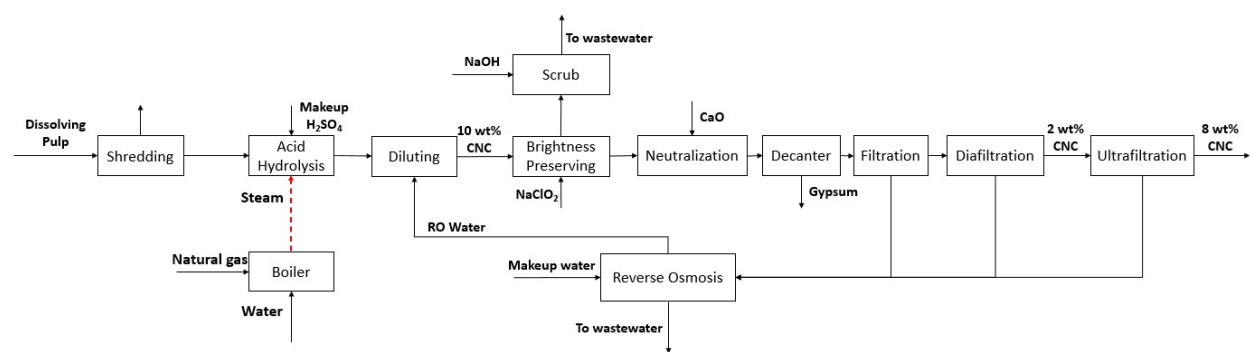 To wastewater
NaOH
Scrub
Dissolving
Pulp
Shredding
Makeup
H₂SO₄
Acid
Hydrolysis
Diluting
10 wt%
CNC
Brightness
Preserving
NaClO₂
CaO
Neutralization
Decanter
Gypsum
Filtration
Diafiltration
2 wt%
CNC
Ultrafiltration
8 wt%
CNC
Steam
RO Water
Natural gas
Boiler
Water
Makeup water
Reverse Osmosis
To wastewater